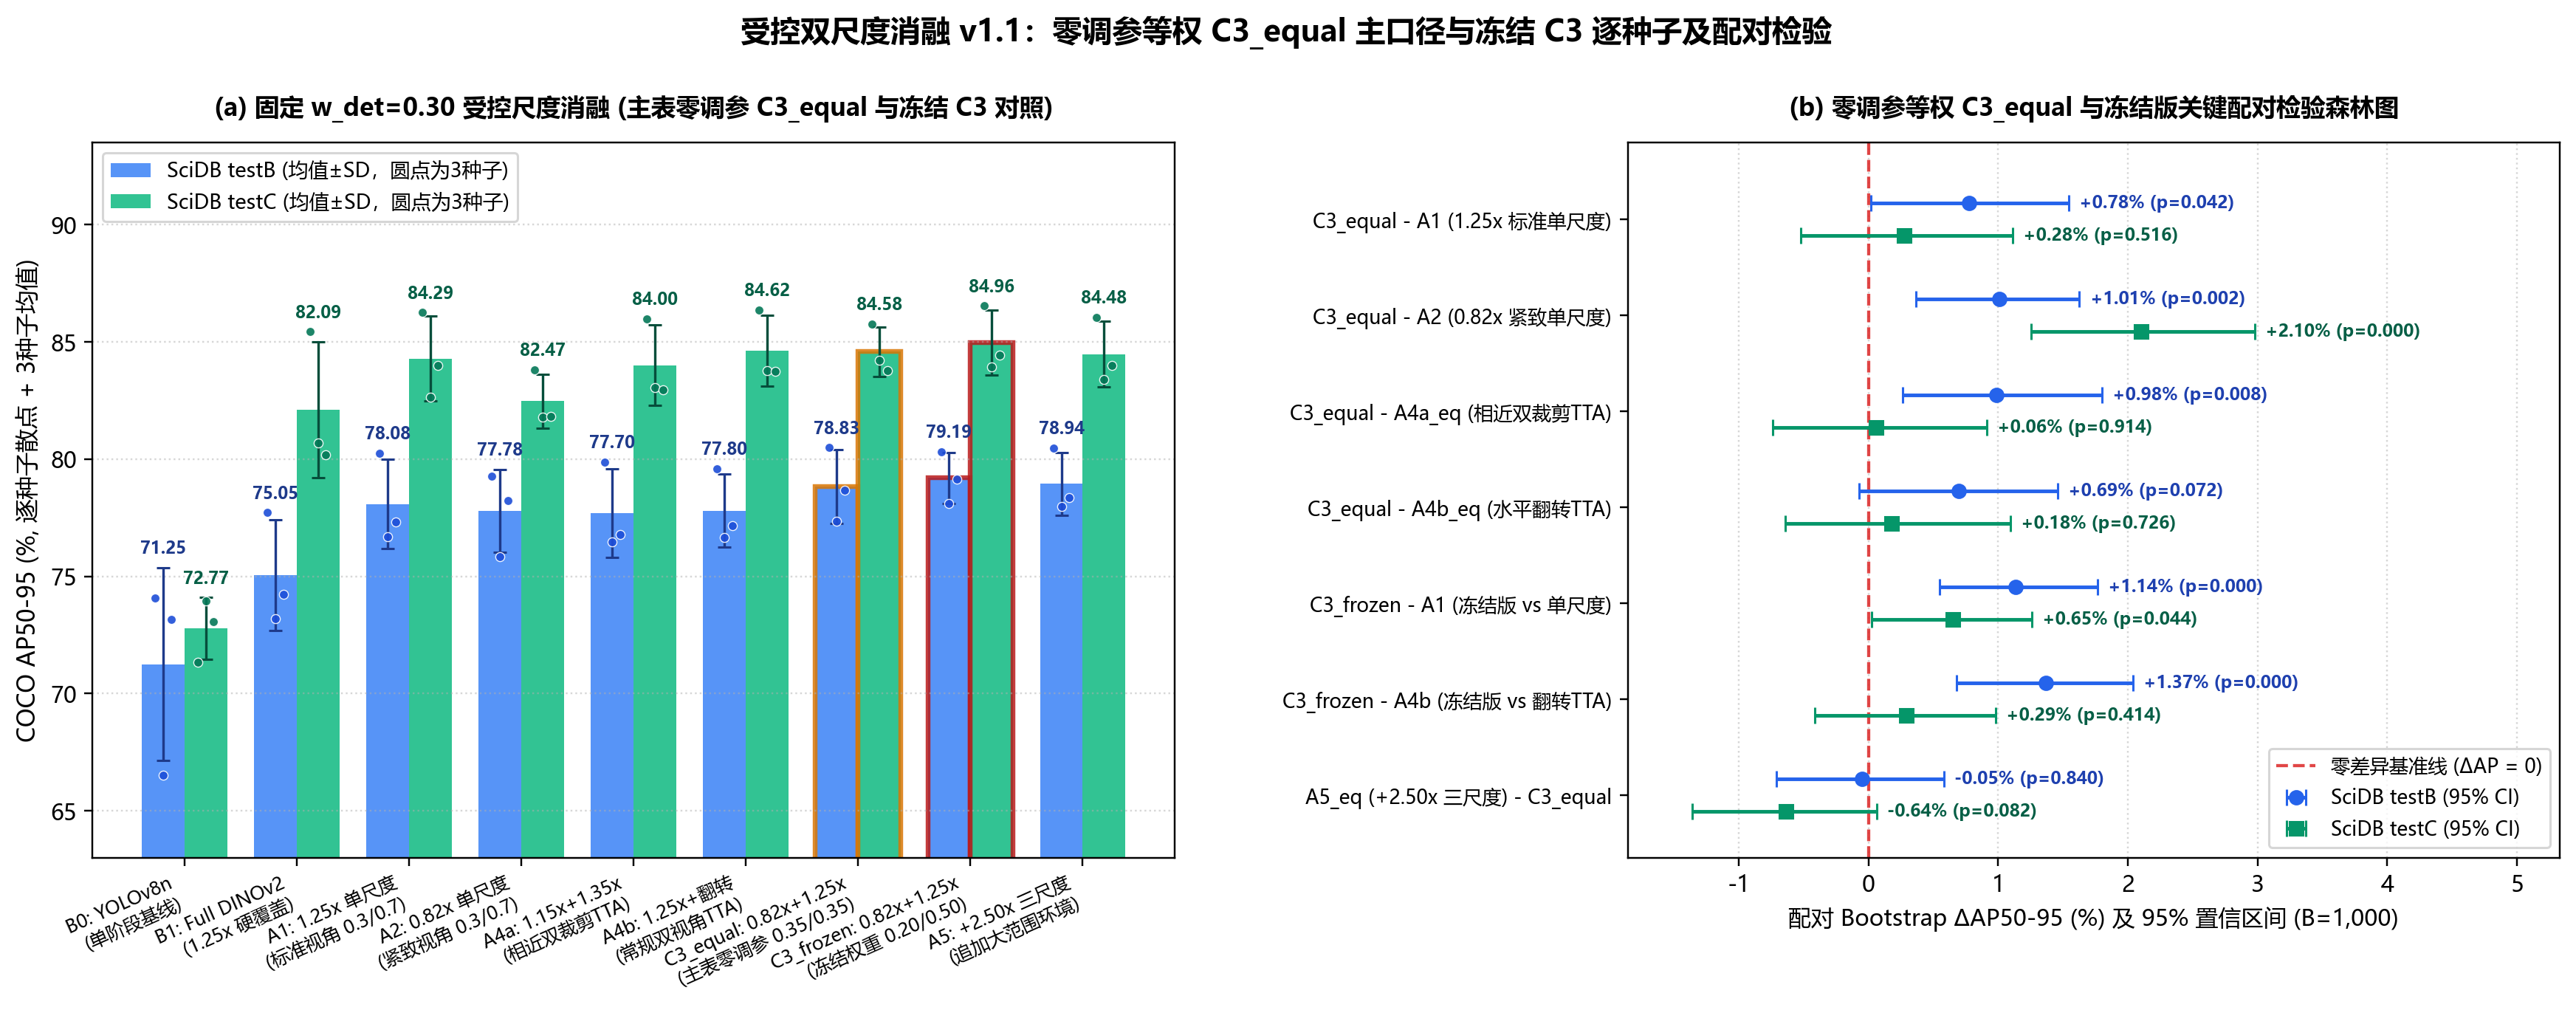 受控双尺度消融 v1.1：零调参等权 C3_equal 主口径与冻结 C3 逐种子及配对检验
(a) 固定 w_det=0.30 受控尺度消融 (主表零调参 C3_equal 与冻结 C3 对照)
SciDB testB (均值±SD，圆点为3种子)
SciDB testC (均值±SD，圆点为3种子)
COCO AP50-95 (%, 逐种子散点 + 3种子均值)
90
85
80
75
70
65
71.25
72.77
75.05
82.09
78.08
84.29
77.78
82.47
77.70
84.00
77.80
84.62
78.83
84.58
79.19
84.96
78.94
84.48
B0: YOLOv8n
(单阶段基线)
B1: Full DINOv2
(1.25x 硬覆盖)
A1: 1.25x 单尺度
(标准视角 0.3/0.7)
A2: 0.82x 单尺度
(紧致视角 0.3/0.7)
A4a: 1.15x+1.35x
(相近双裁剪TTA)
A4b: 1.25x+翻转
(常规双视角TTA)
C3_equal: 0.82x+1.25x
(主表零调参 0.35/0.35)
C3_frozen: 0.82x+1.25x
(冻结权重 0.20/0.50)
A5: +2.50x 三尺度
(追加大范围环境)
(b) 零调参等权 C3_equal 与冻结版关键配对检验森林图
C3_equal - A1 (1.25x 标准单尺度)
+0.78% (p=0.042)
+0.28% (p=0.516)
C3_equal - A2 (0.82x 紧致单尺度)
+1.01% (p=0.002)
+2.10% (p=0.000)
C3_equal - A4a_eq (相近双裁剪TTA)
+0.98% (p=0.008)
+0.06% (p=0.914)
C3_equal - A4b_eq (水平翻转TTA)
+0.69% (p=0.072)
+0.18% (p=0.726)
C3_frozen - A1 (冻结版 vs 单尺度)
+1.14% (p=0.000)
+0.65% (p=0.044)
C3_frozen - A4b (冻结版 vs 翻转TTA)
+1.37% (p=0.000)
+0.29% (p=0.414)
A5_eq (+2.50x 三尺度) - C3_equal
-0.05% (p=0.840)
-0.64% (p=0.082)
零差异基准线 (ΔAP = 0)
SciDB testB (95% CI)
SciDB testC (95% CI)
-1
0
1
2
3
4
5
配对 Bootstrap ΔAP50-95 (%) 及 95% 置信区间 (B=1,000)